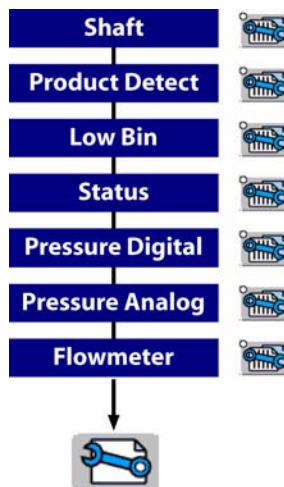 Shaft
Product Detect
Low Bin
Status
Pressure Digital
Pressure Analog
Flowmeter